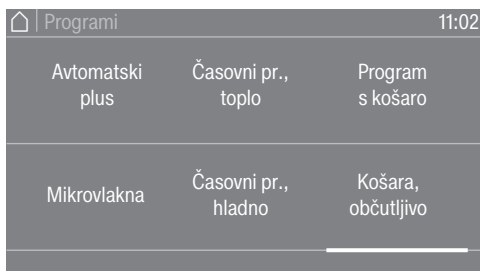 Programi 11:02
Avtomatski
plus
Časovni pr.,
toplo
Program
s košaro
Mikrovlakna
Časovni pr.,
hladno
Košara,
občutljivo